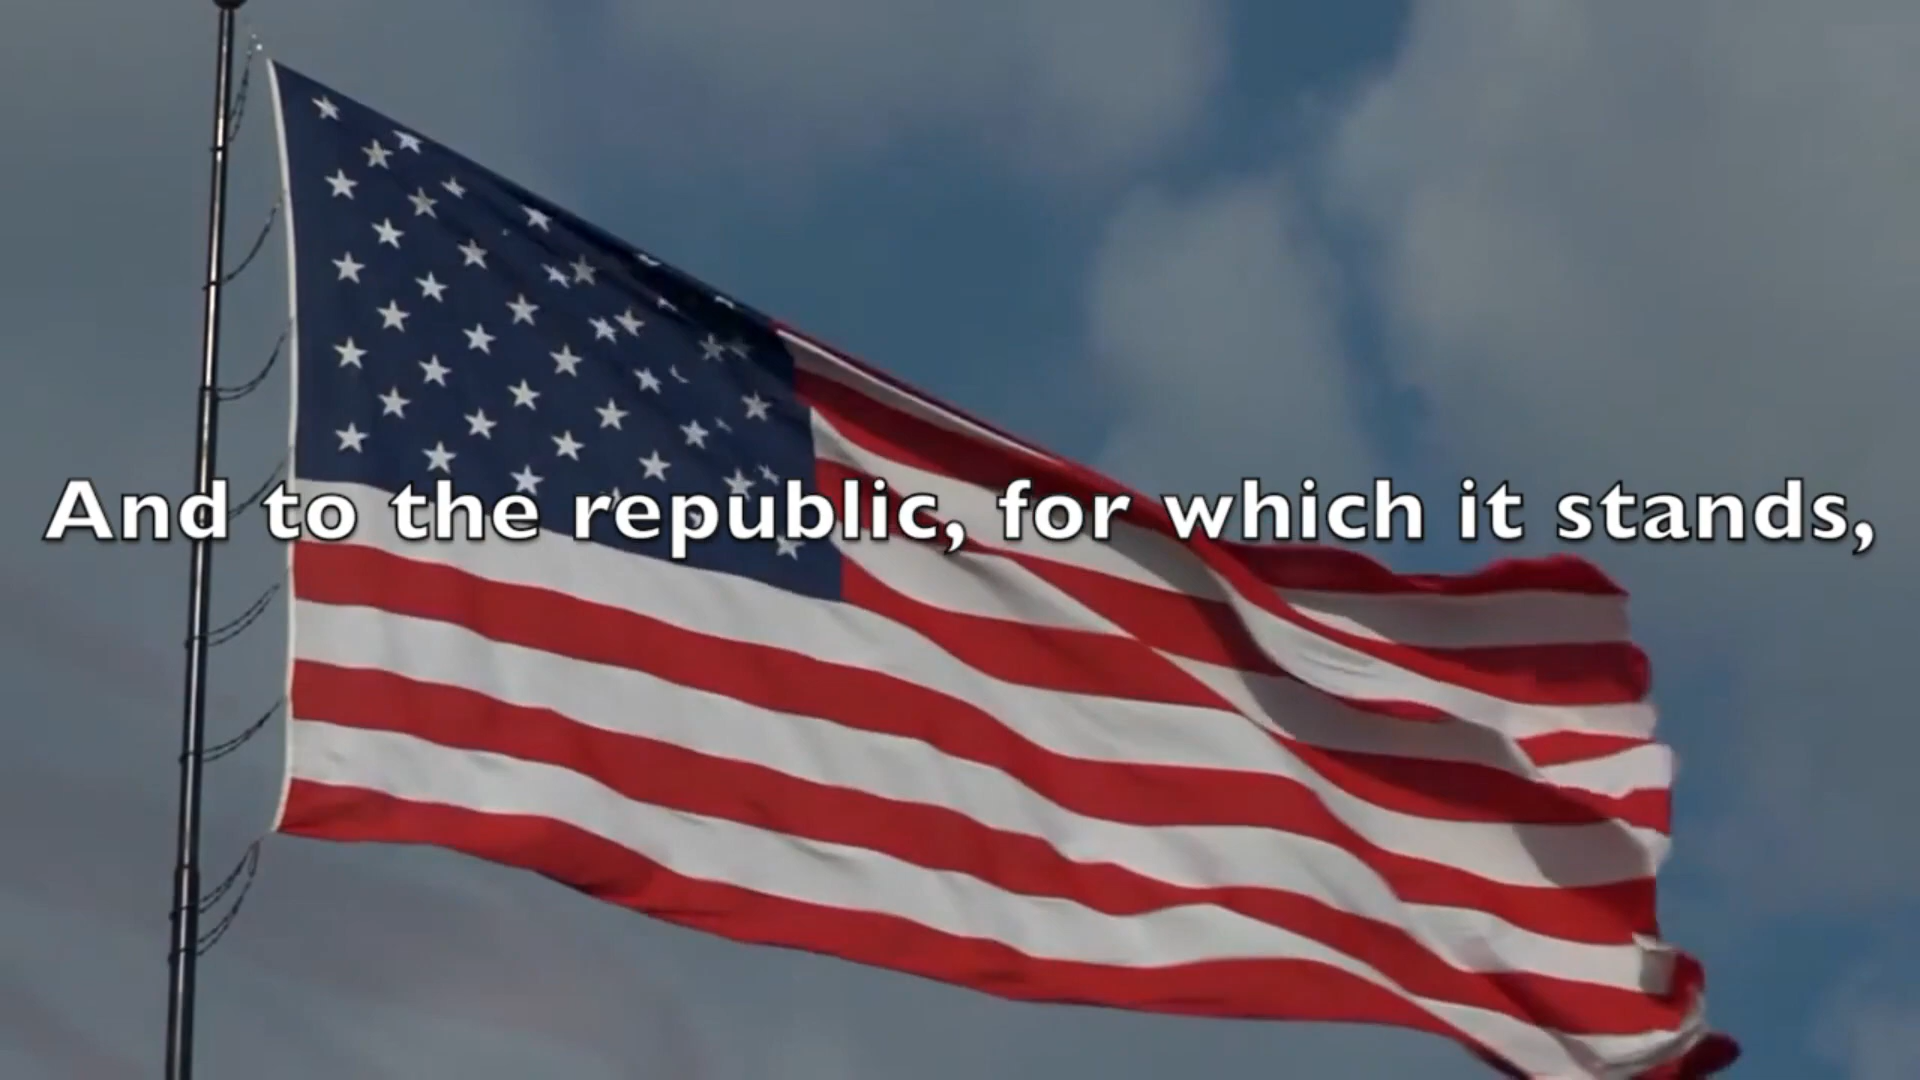 And to the republic, for which it stands,